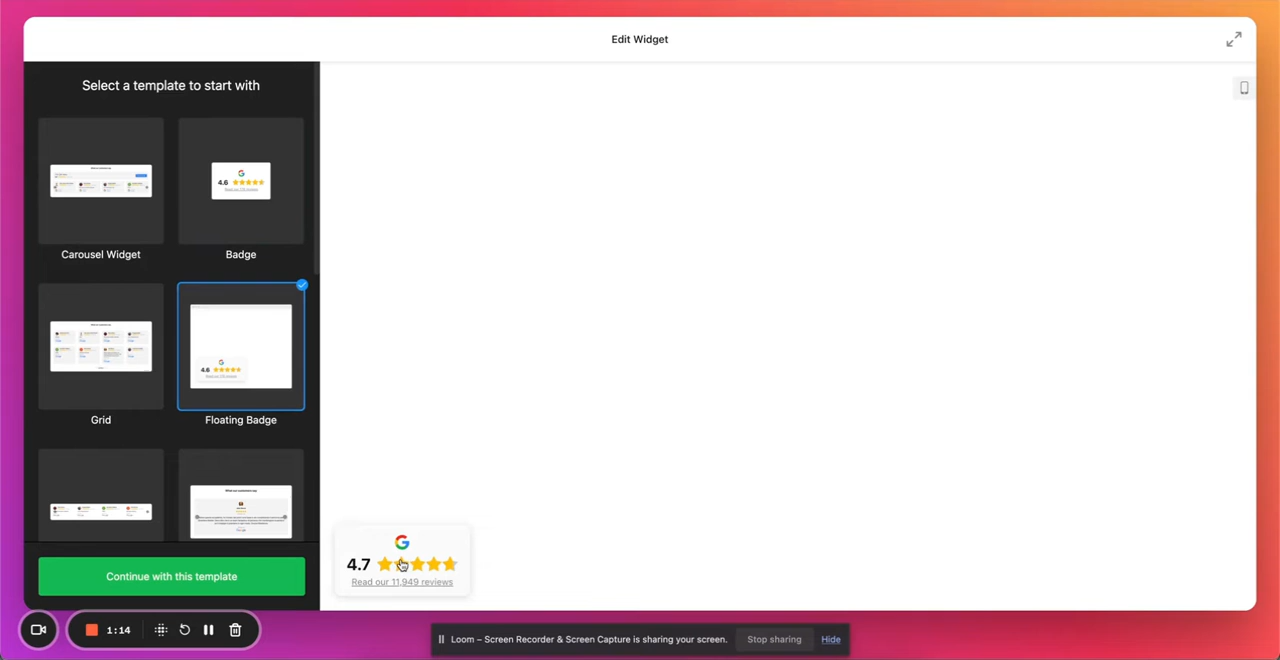 Edit Widget
Select a template to start with
4.6
Carousel Widget
Badge
4.6
Grid
Floating Badge
Continue with this template
4.7
Read our 11,949 reviews
1:14
Loom – Screen Recorder & Screen Capture is sharing your screen.
Stop sharing
Hide